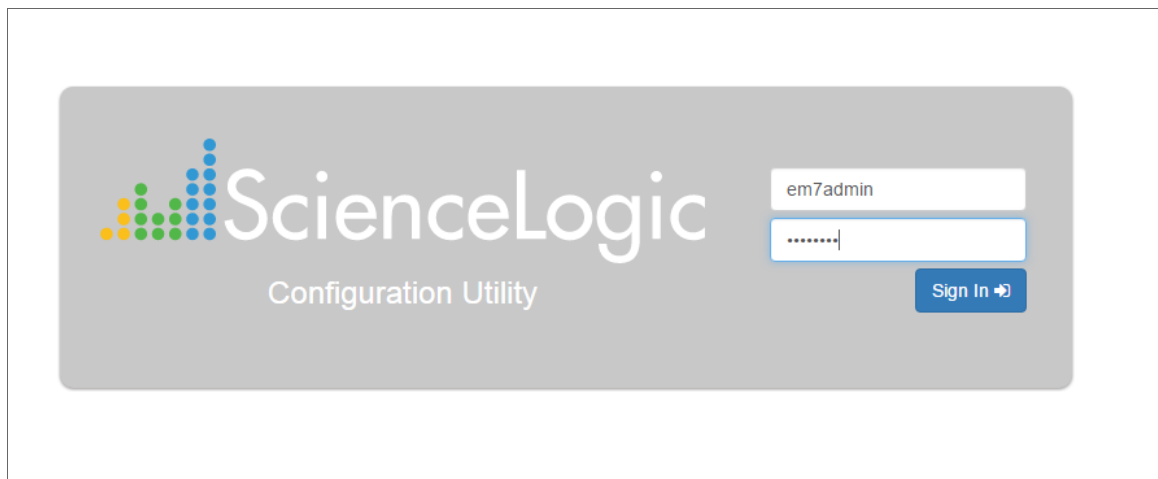 ScienceLogic
Configuration Utility
em7admin
••••••••
Sign In